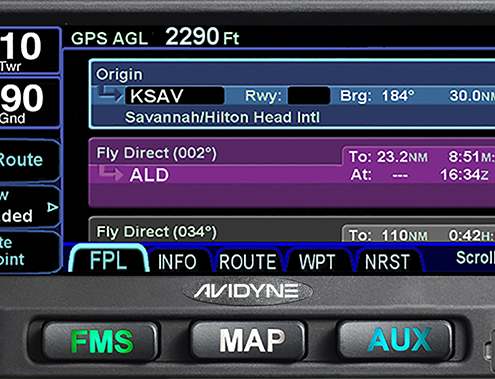 GPS AGL 2290 Ft
10
Twr
90
Gnd
Route
w
ded
te
oint
Origin
KSAV Rwy: Brg: 184° 30.0NM
Savannah/Hilton Head Intl
Fly Direct (002°) To: 23.2NM 8:51M:
ALD At: --- 16:34Z
Fly Direct (034°) To: 110NM 0:42H:
FPL INFO ROUTE WPT NRST Scroll
AVIDYNE
FMS MAP AUX